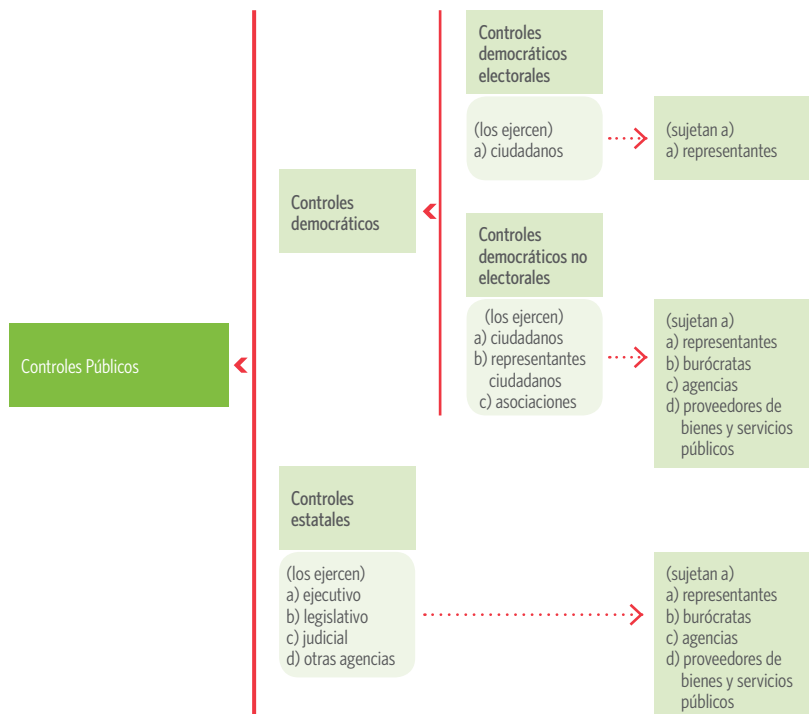 Controles Públicos
Controles
democráticos
Controles
democráticos
electorales
(los ejercen)
a) ciudadanos
(sujetan a)
a) representantes
Controles
democráticos no
electorales
(los ejercen)
a) ciudadanos
b) representantes
ciudadanos
c) asociaciones
(sujetan a)
a) representantes
b) burócratas
c) agencias
d) proveedores de
bienes y servicios
públicos
Controles
estatales
(los ejercen)
a) ejecutivo
b) legislativo
c) judicial
d) otras agencias
(sujetan a)
a) representantes
b) burócratas
c) agencias
d) proveedores de
bienes y servicios
públicos